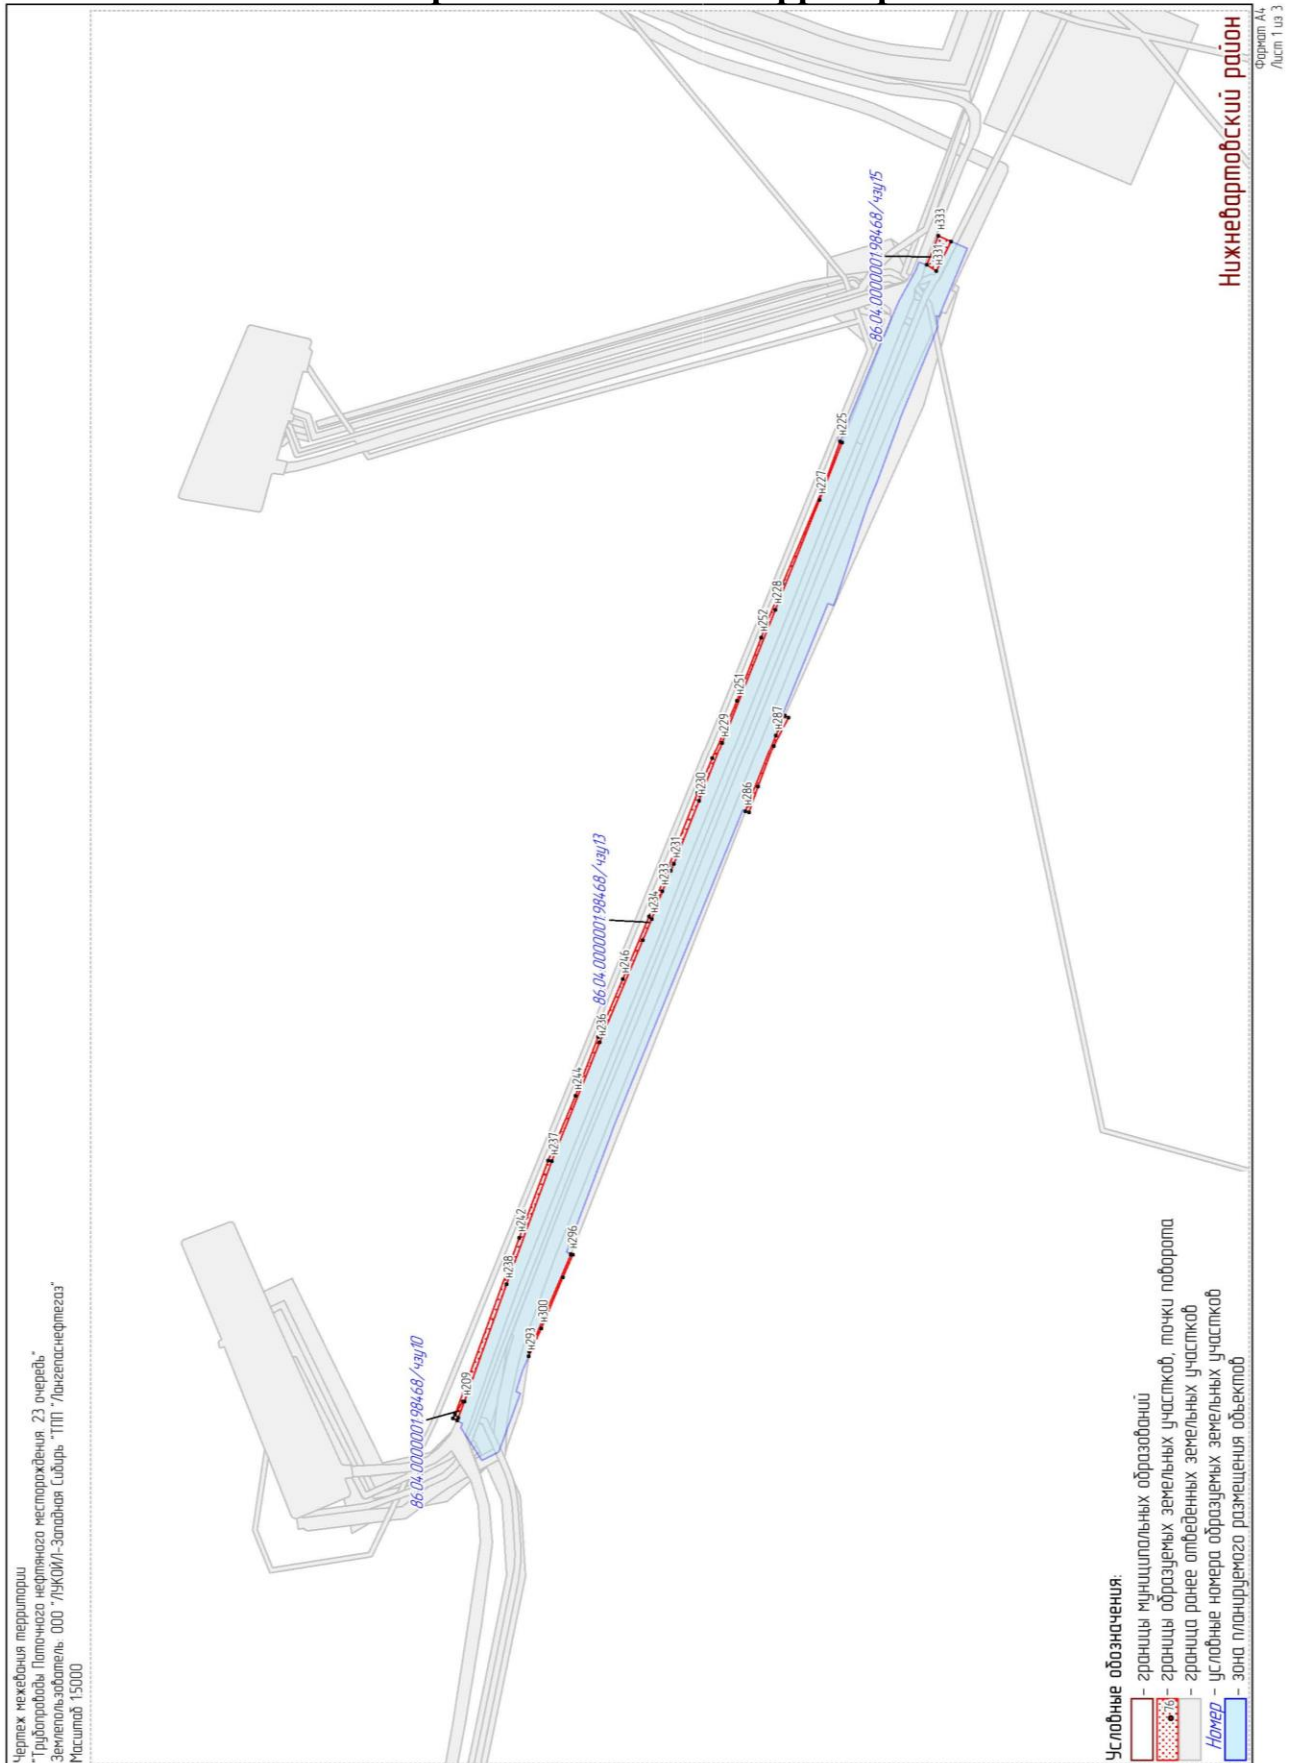 Чертеж межевания территории
"Трубопроводы Поточного нефтяного месторождения. 23 очередь"
Землепользователь: ООО "ЛУКОЙЛ-Западная Сибирь "ТПП "Лангепаснефтегаз"
Масштаб 1:5000
86:04:0000001:98468/чзу10
н209
н238
н242
н237
н244
н236
86:04:0000001:98468/чзу13
н246
н234
н233
н231
н230
н229
н251
н252
н228
н227
н225
86:04:0000001:98468/чзу15
н331
н333
н293
н300
н296
н286
н287
Нижневартовский район
Условные обозначения:
- границы муниципальных образований
76 - границы образуемых земельных участков, точки поворота
- граница ранее отведенных земельных участков
Номер - условные номера образуемых земельных участков
- зона планируемого размещения объектов
Формат А4
Лист 1 из 3